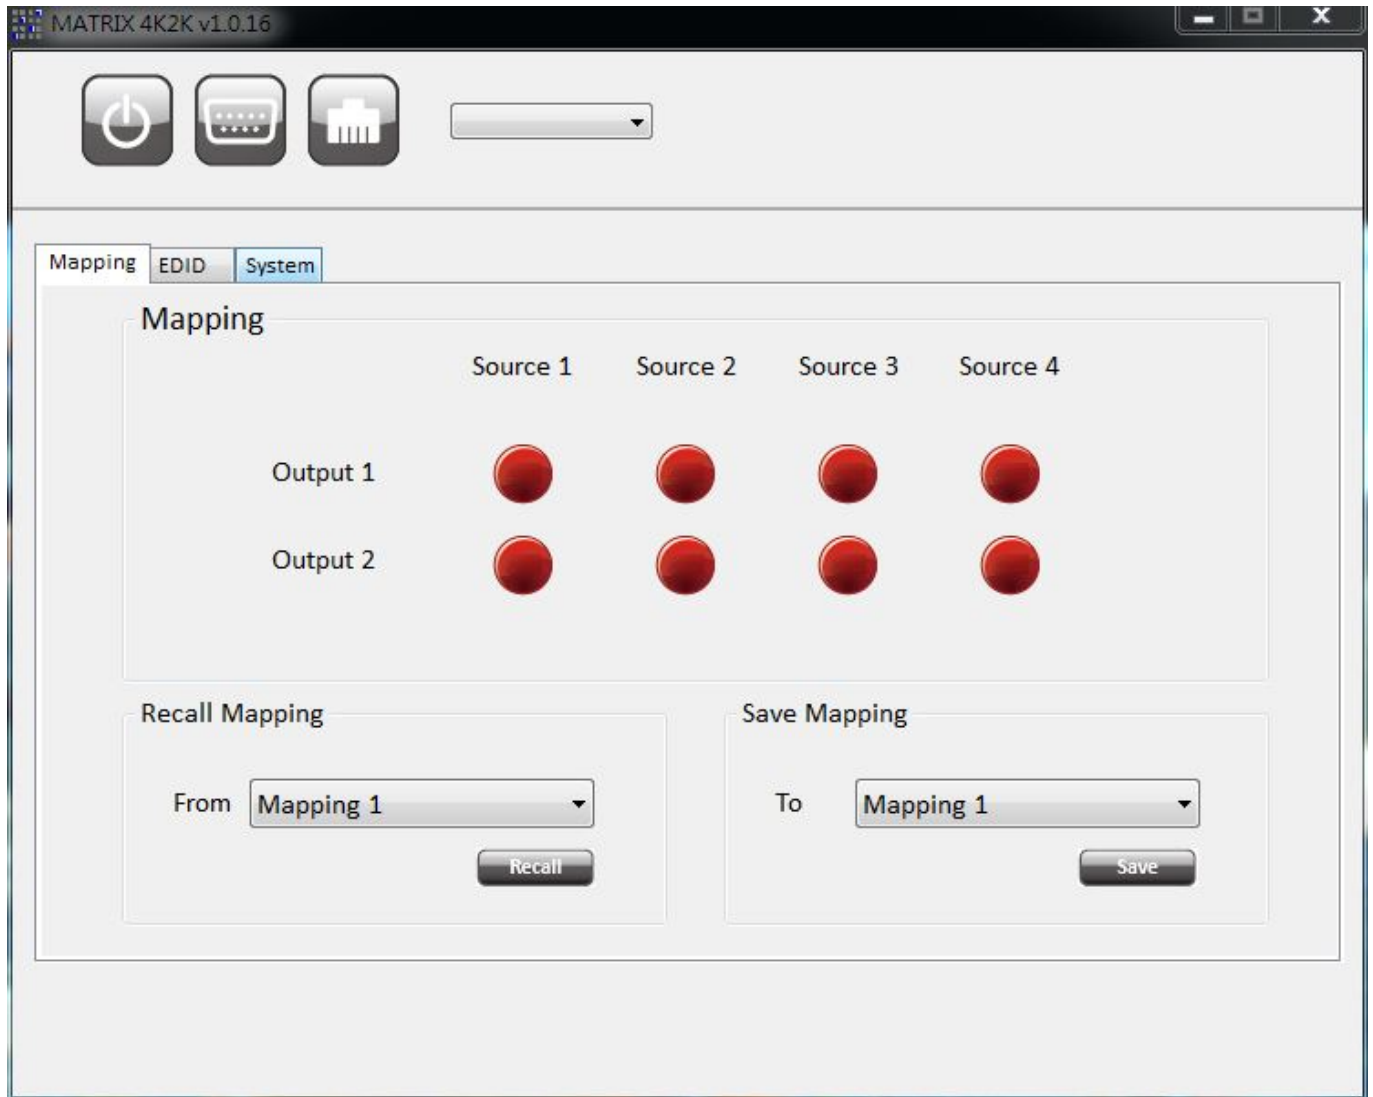 MATRIX 4K2K v1.0.16
Mapping EDID System
Mapping
Source 1 Source 2 Source 3 Source 4
Output 1
Output 2
Recall Mapping
From Mapping 1
Recall
Save Mapping
To Mapping 1
Save